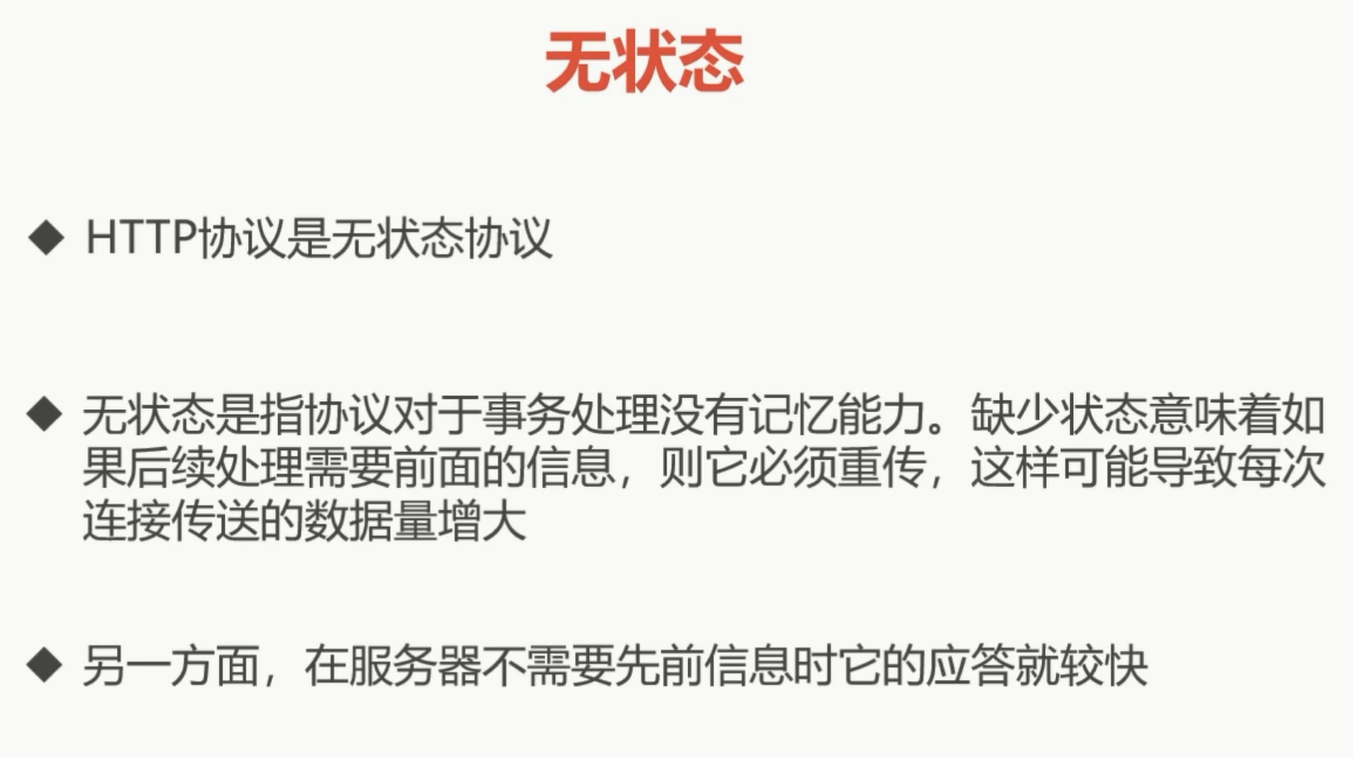 无状态
◆ HTTP协议是无状态协议
◆ 无状态是指协议对于事务处理没有记忆能力。缺少状态意味着如
果后续处理需要前面的信息，则它必须重传，这样可能导致每次
连接传送的数据量增大
◆ 另一方面，在服务器不需要先前信息时它的应答就较快